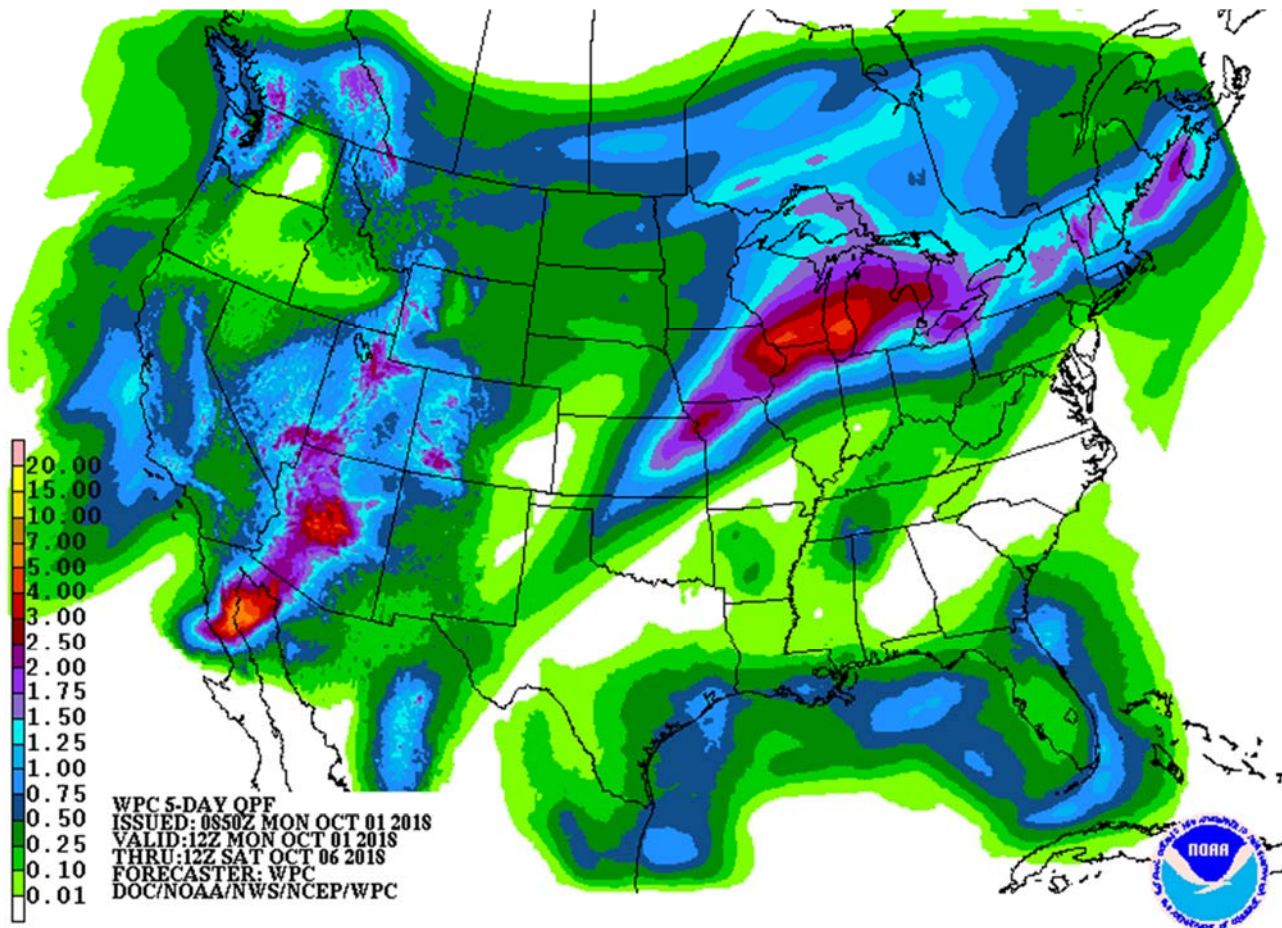 20.00
15.00
10.00
7.00
5.00
4.00
3.00
2.50
2.00
1.75
1.50
1.25
1.00
0.75
0.50
0.25
0.10
0.01
WPC 5-DAY QPF
ISSUED: 0850Z MON OCT 01 2018
VALID:12Z MON OCT 01 2018
THRU:12Z SAT OCT 06 2018
FORECASTER: WPC
DOC/NOAA/NWS/NCEP/WPC
NOAA